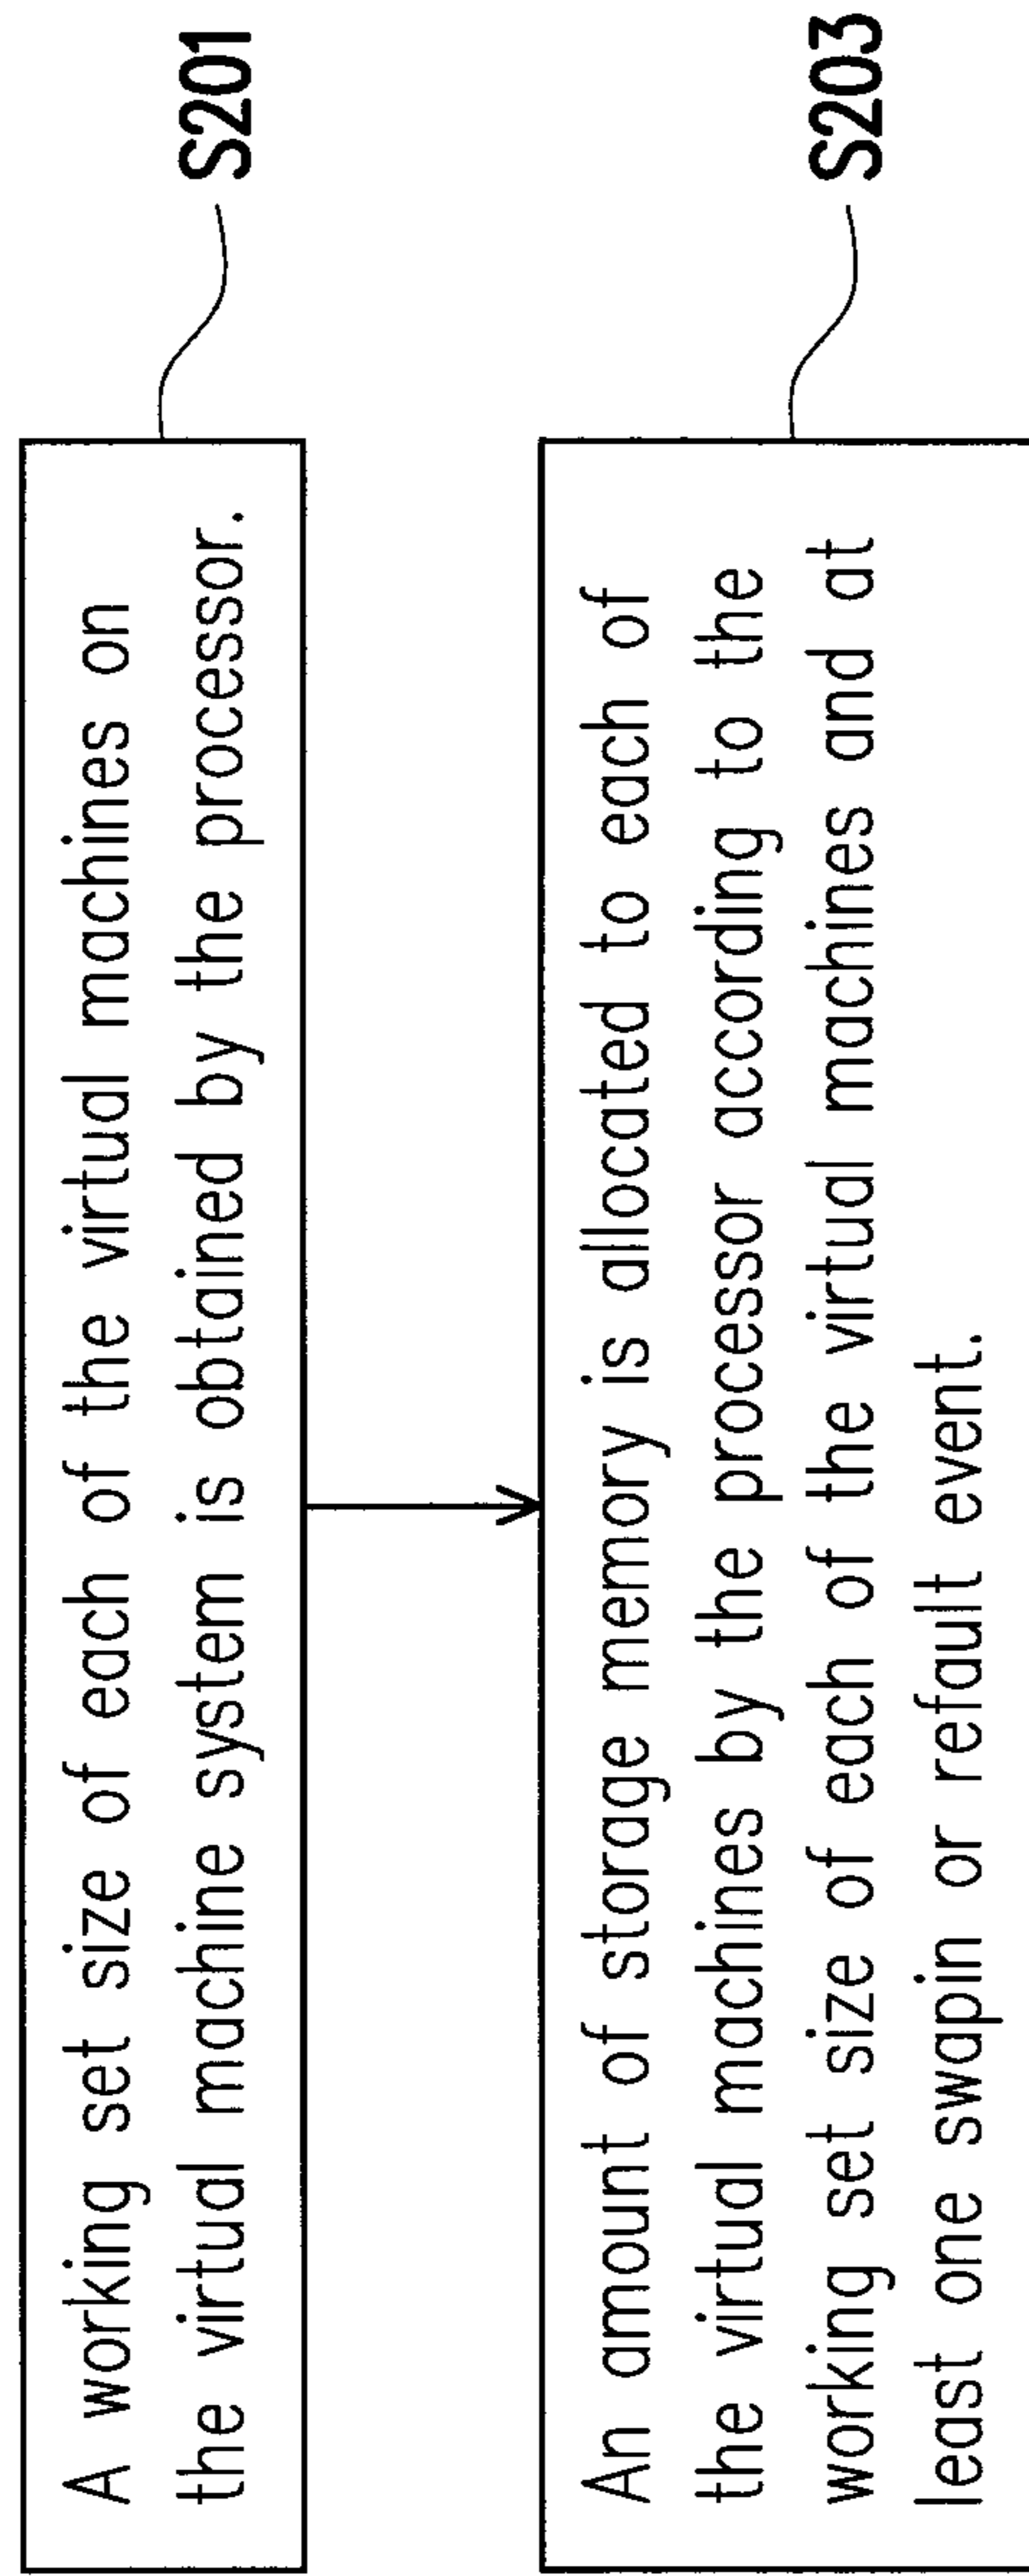 A working set size of each of the virtual machines on
the virtual machine system is obtained by the processor.
S201
An amount of storage memory is allocated to each of
the virtual machines by the processor according to the
working set size of each of the virtual machines and at
least one swapin or refault event.
S203